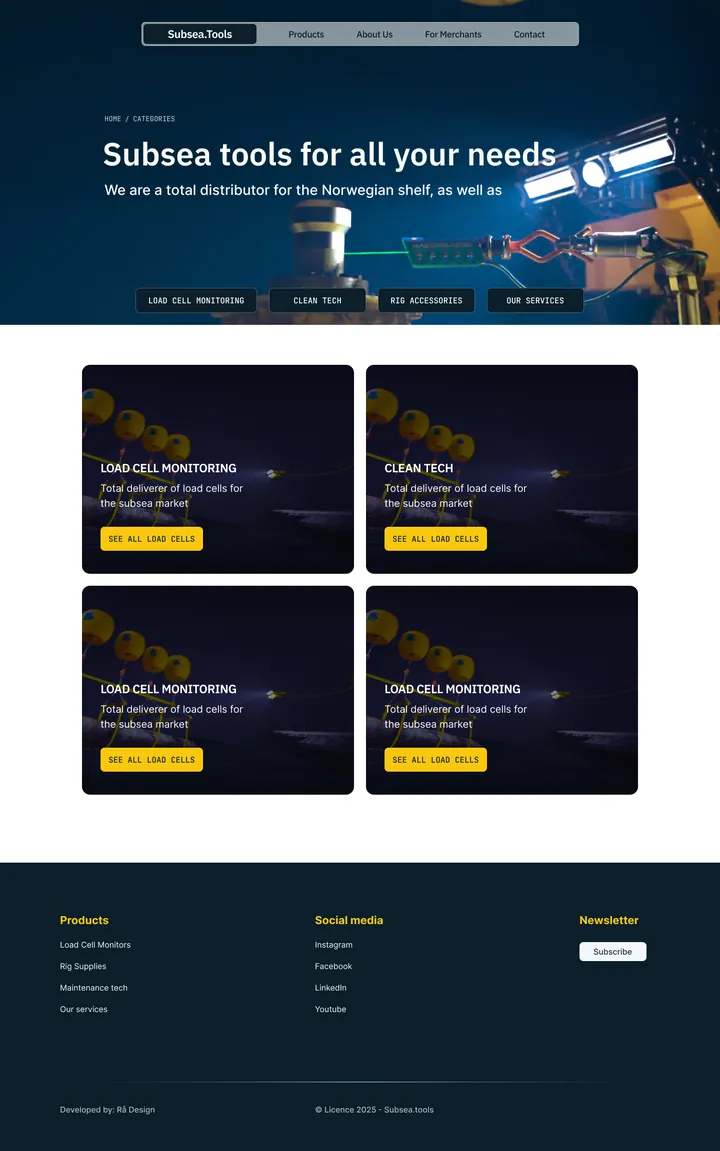 Subsea.Tools
Products
About Us
For Merchants
Contact
HOME / CATEGORIES
Subsea tools for all your needs
We are a total distributor for the Norwegian shelf, as well as
LOAD CELL MONITORING
CLEAN TECH
RIG ACCESSORIES
OUR SERVICES
LOAD CELL MONITORING
Total deliverer of load cells for
the subsea market
SEE ALL LOAD CELLS
CLEAN TECH
Total deliverer of load cells for
the subsea market
SEE ALL LOAD CELLS
LOAD CELL MONITORING
Total deliverer of load cells for
the subsea market
SEE ALL LOAD CELLS
LOAD CELL MONITORING
Total deliverer of load cells for
the subsea market
SEE ALL LOAD CELLS
Products
Load Cell Monitors
Rig Supplies
Maintenance tech
Our services
Social media
Instagram
Facebook
LinkedIn
Youtube
Newsletter
Subscribe
Developed by: Rå Design
© Licence 2025 - Subsea.tools